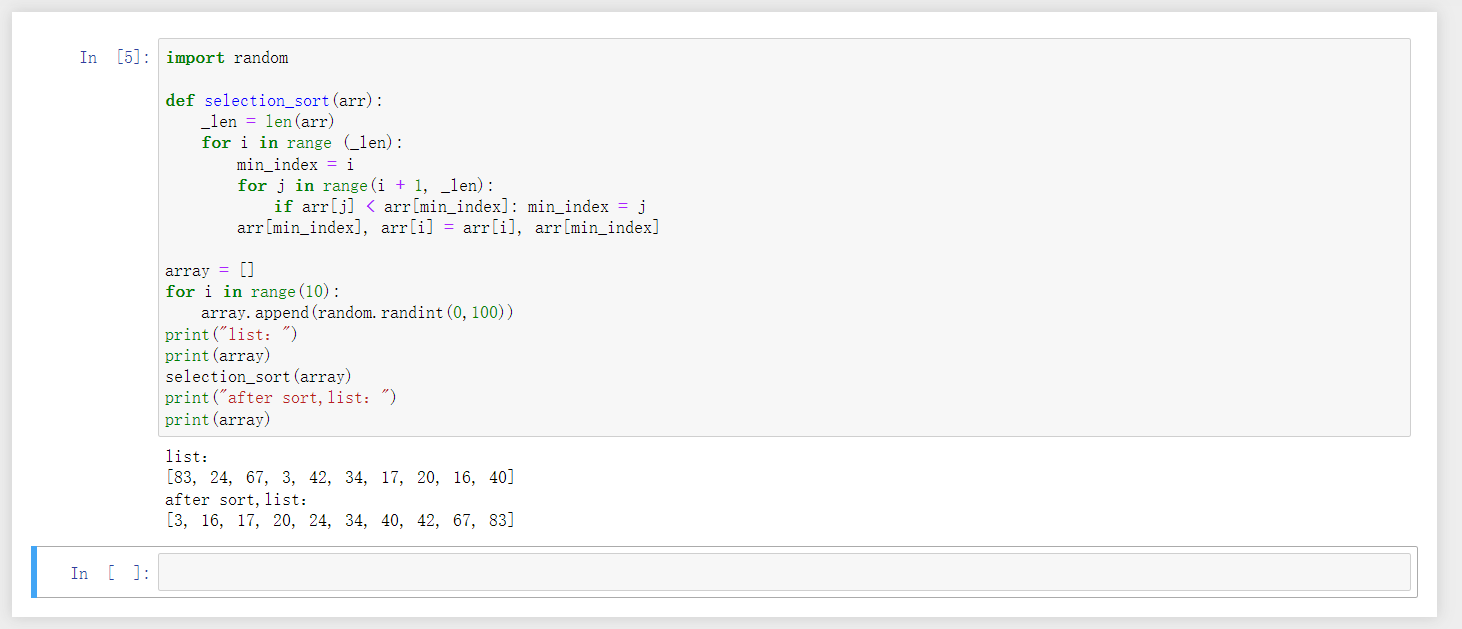 In [5]: import random
def selection_sort(arr):
    _len = len(arr)
    for i in range (_len):
        min_index = i
        for j in range(i + 1, _len):
            if arr[j] < arr[min_index]: min_index = j
        arr[min_index], arr[i] = arr[i], arr[min_index]
array = []
for i in range(10):
    array.append(random.randint(0,100))
print("list：")
print(array)
selection_sort(array)
print("after sort,list：")
print(array)
list：
[83, 24, 67, 3, 42, 34, 17, 20, 16, 40]
after sort,list：
[3, 16, 17, 20, 24, 34, 40, 42, 67, 83]
In [ ]: